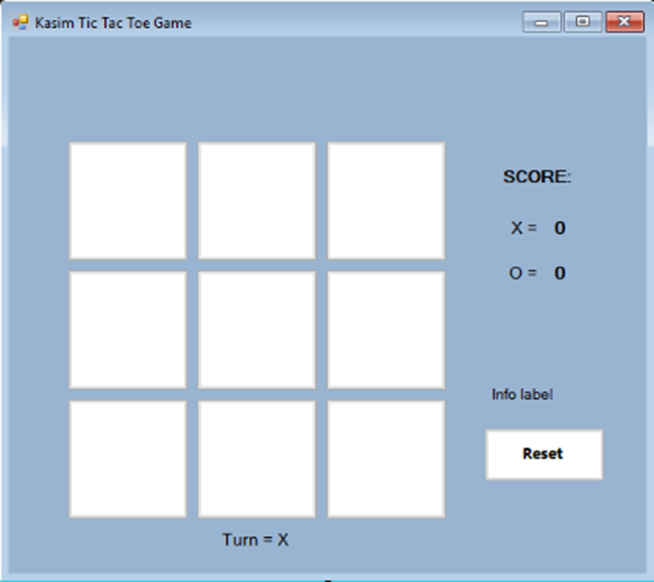 Kasim Tic Tac Toe Game
SCORE:
X = 0
O = 0
Info label
Reset
Turn = X